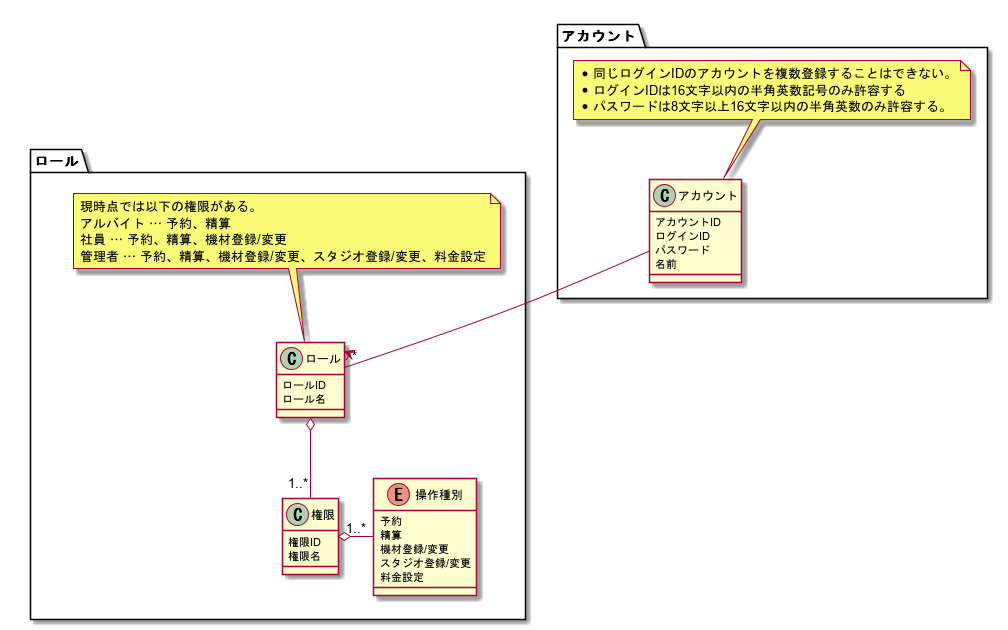 アカウント
• 同じログインIDのアカウントを複数登録することはできない。
• ログインIDは16文字以内の半角英数記号のみ許容する
• パスワードは8文字以上16文字以内の半角英数のみ許容する。
C アカウント
アカウントID
ログインID
パスワード
名前
ロール
現時点では以下の権限がある。
アルバイト … 予約、精算
社員 … 予約、精算、機材登録/変更
管理者 … 予約、精算、機材登録/変更、スタジオ登録/変更、料金設定
*
C ロール
ロールID
ロール名
1..*
C 権限
権限ID
権限名
1..*
E 操作種別
予約
精算
機材登録/変更
スタジオ登録/変更
料金設定